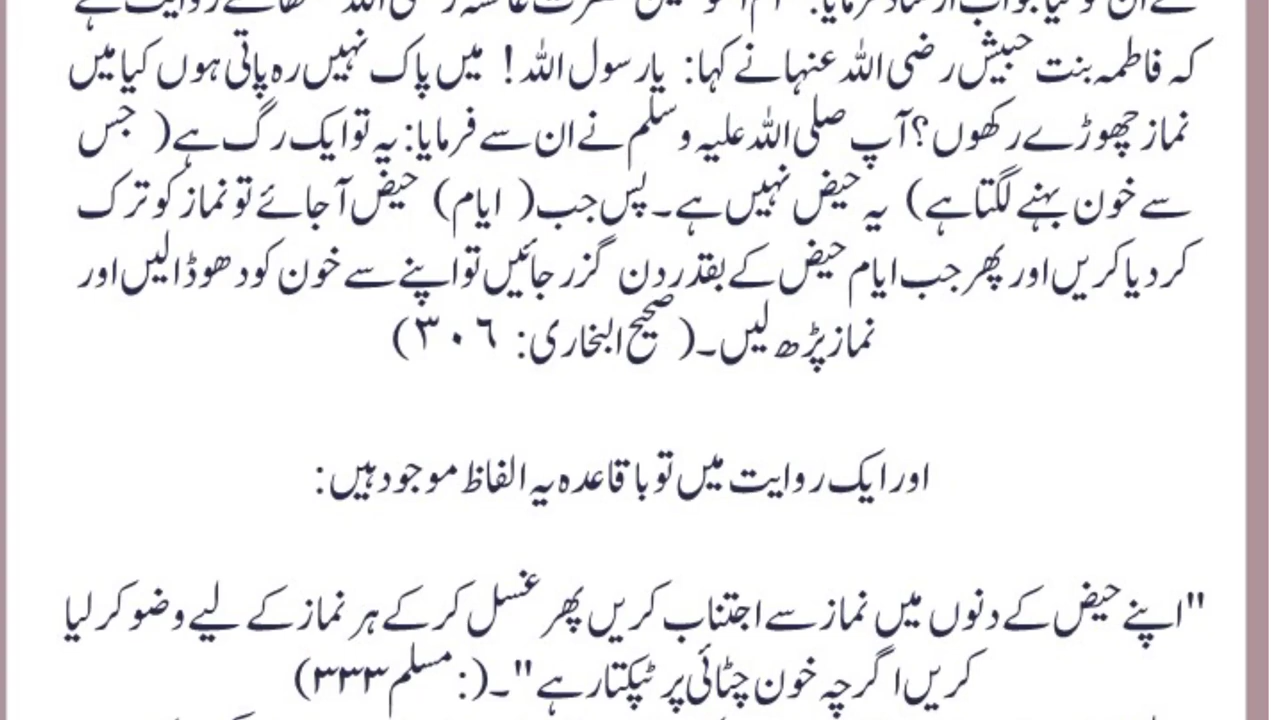 کہ فاطمہ بنت حبیش رضی اللہ عنہا نے کہا: یارسول اللہ! میں پاک نہیں رہ پاتی ہوں کیا میں
نماز چھوڑے رکھوں؟ آپ صلی اللہ علیہ وسلم نے ان سے فرمایا: یہ تو ایک رگ ہے( جس
سے خون بہنے لگتا ہے) یہ حیض نہیں ہے۔ پس جب( ایام) حیض آجائے تو نماز کو ترک
کردیا کریں اور پھر جب ایام حیض کے بقدر دن گزر جائیں تو اپنے سے خون کو دھو ڈالیں اور
نماز پڑھ لیں۔( صحیح البخاری: ٣٠٦)
اور ایک روایت میں تو باقاعدہ یہ الفاظ موجود ہیں:
"اپنے حیض کے دنوں میں نماز سے اجتناب کریں پھر غسل کرکے ہر نماز کے لیے وضو کر لیا
کریں اگرچہ خون چٹائی پر ٹپکتا رہے"۔(: مسلم ٣٣٣)